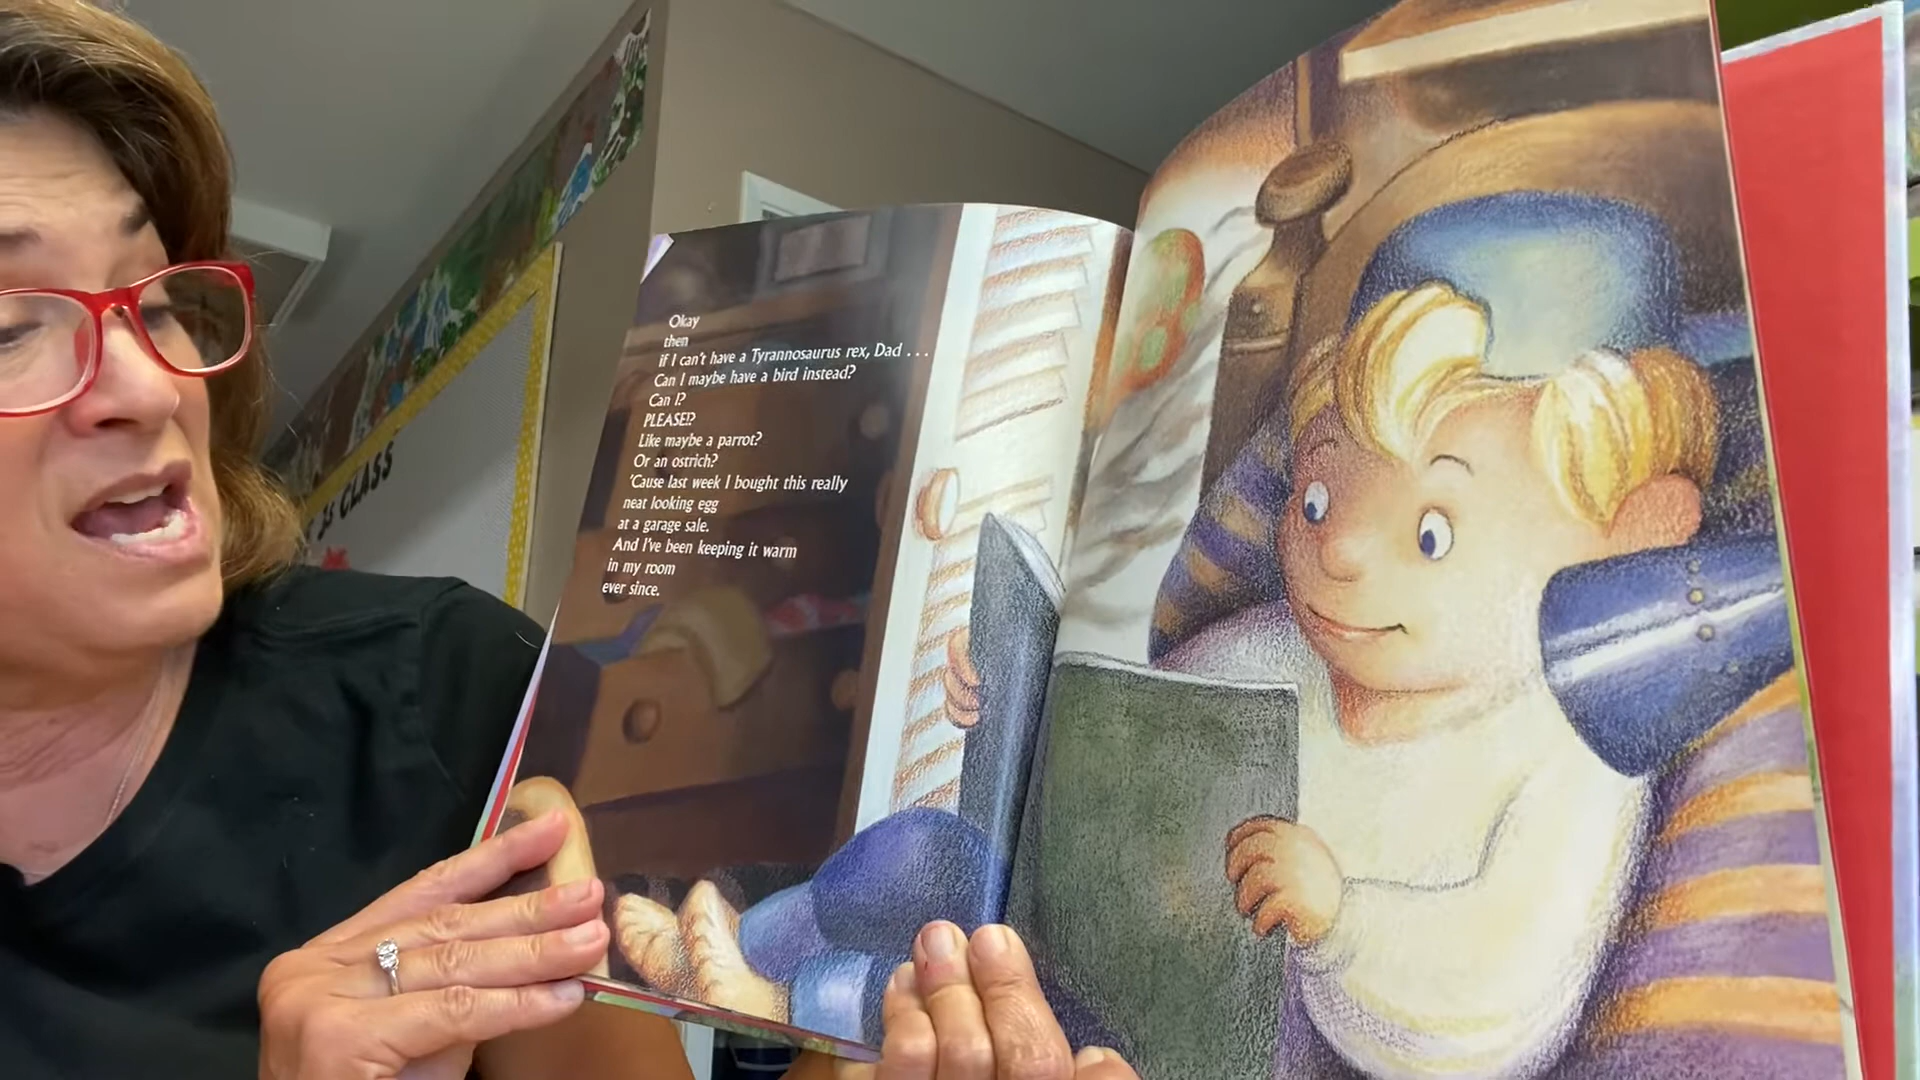 Okay
then
if I can't have a Tyrannosaurus rex, Dad . . .
Can I maybe have a bird instead?
Can I?
PLEASE!?
Like maybe a parrot?
Or an ostrich?
'Cause last week I bought this really
neat looking egg
at a garage sale.
And I've been keeping it warm
in my room
ever since.
IS CLASS